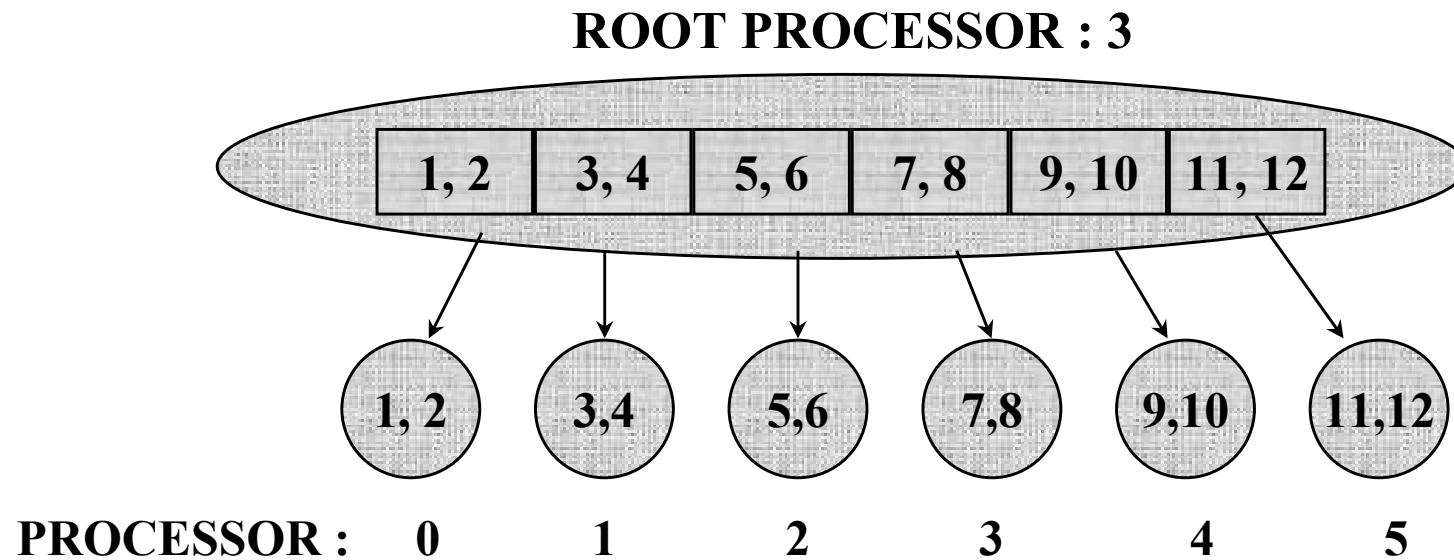 ROOT PROCESSOR : 3
1, 2 3, 4 5, 6 7, 8 9, 10 11, 12
1, 2 3,4 5,6 7,8 9,10 11,12
PROCESSOR : 0 1 2 3 4 5